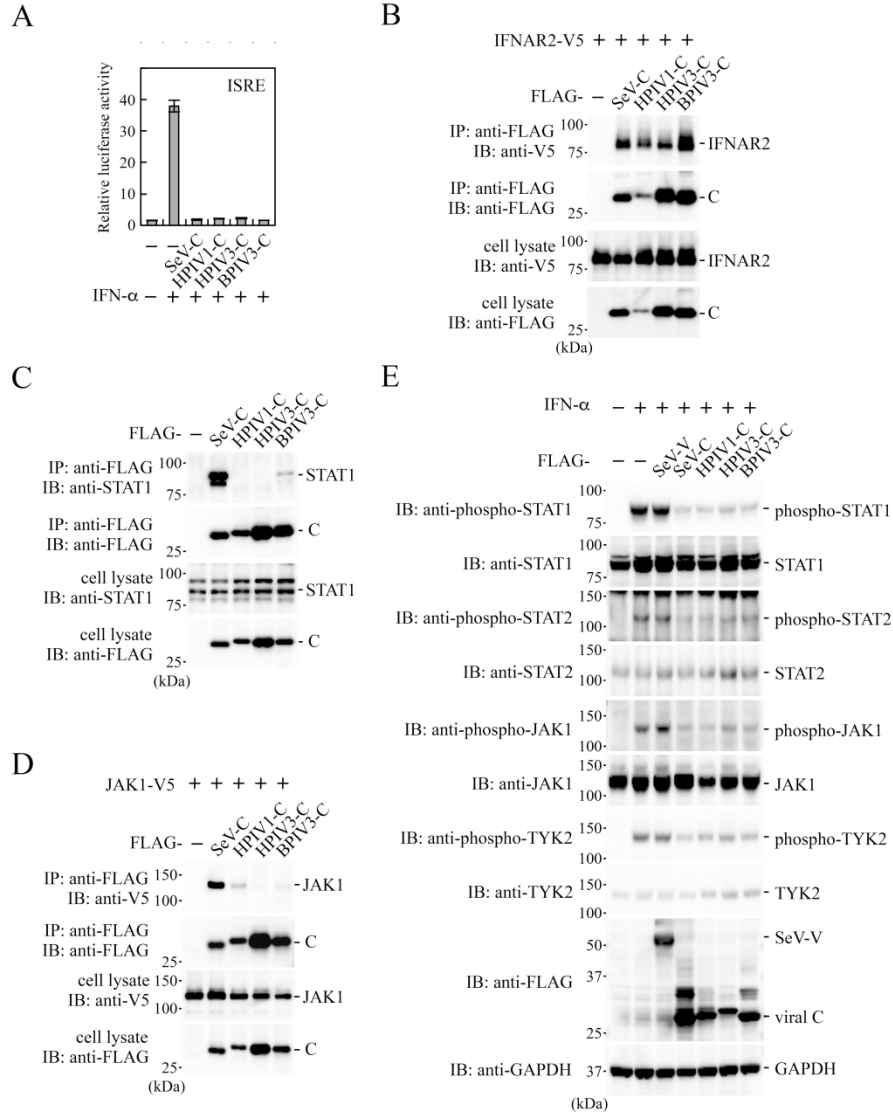 A
ISRE
Relative luciferase activity
40
30
20
10
0
– – SeV-C HPIV1-C HPIV3-C BPIV3-C
IFN-α – + + + + +
B
IFNAR2-V5 + + + + +
FLAG- – SeV-C HPIV1-C HPIV3-C BPIV3-C
IP: anti-FLAG
IB: anti-V5
100
75
IFNAR2
IP: anti-FLAG
IB: anti-FLAG
25
C
cell lysate
IB: anti-V5
100
75
IFNAR2
cell lysate
IB: anti-FLAG
25
C
(kDa)
C
FLAG- – SeV-C HPIV1-C HPIV3-C BPIV3-C
IP: anti-FLAG
IB: anti-STAT1
100
75
STAT1
IP: anti-FLAG
IB: anti-FLAG
25
C
cell lysate
IB: anti-STAT1
100
75
STAT1
cell lysate
IB: anti-FLAG
25
C
(kDa)
D
JAK1-V5 + + + + +
FLAG- – SeV-C HPIV1-C HPIV3-C BPIV3-C
IP: anti-FLAG
IB: anti-V5
150
100
JAK1
IP: anti-FLAG
IB: anti-FLAG
25
C
cell lysate
IB: anti-V5
150
100
JAK1
cell lysate
IB: anti-FLAG
25
C
(kDa)
E
IFN-α – + + + + + +
FLAG- – – SeV-V SeV-C HPIV1-C HPIV3-C BPIV3-C
IB: anti-phospho-STAT1
100
75
phospho-STAT1
IB: anti-STAT1
100
75
STAT1
IB: anti-phospho-STAT2
150
100
phospho-STAT2
IB: anti-STAT2
150
100
STAT2
IB: anti-phospho-JAK1
150
100
phospho-JAK1
IB: anti-JAK1
150
100
JAK1
IB: anti-phospho-TYK2
150
100
phospho-TYK2
IB: anti-TYK2
150
100
TYK2
IB: anti-FLAG
50
37
25
SeV-V
viral C
IB: anti-GAPDH
37
GAPDH
(kDa)